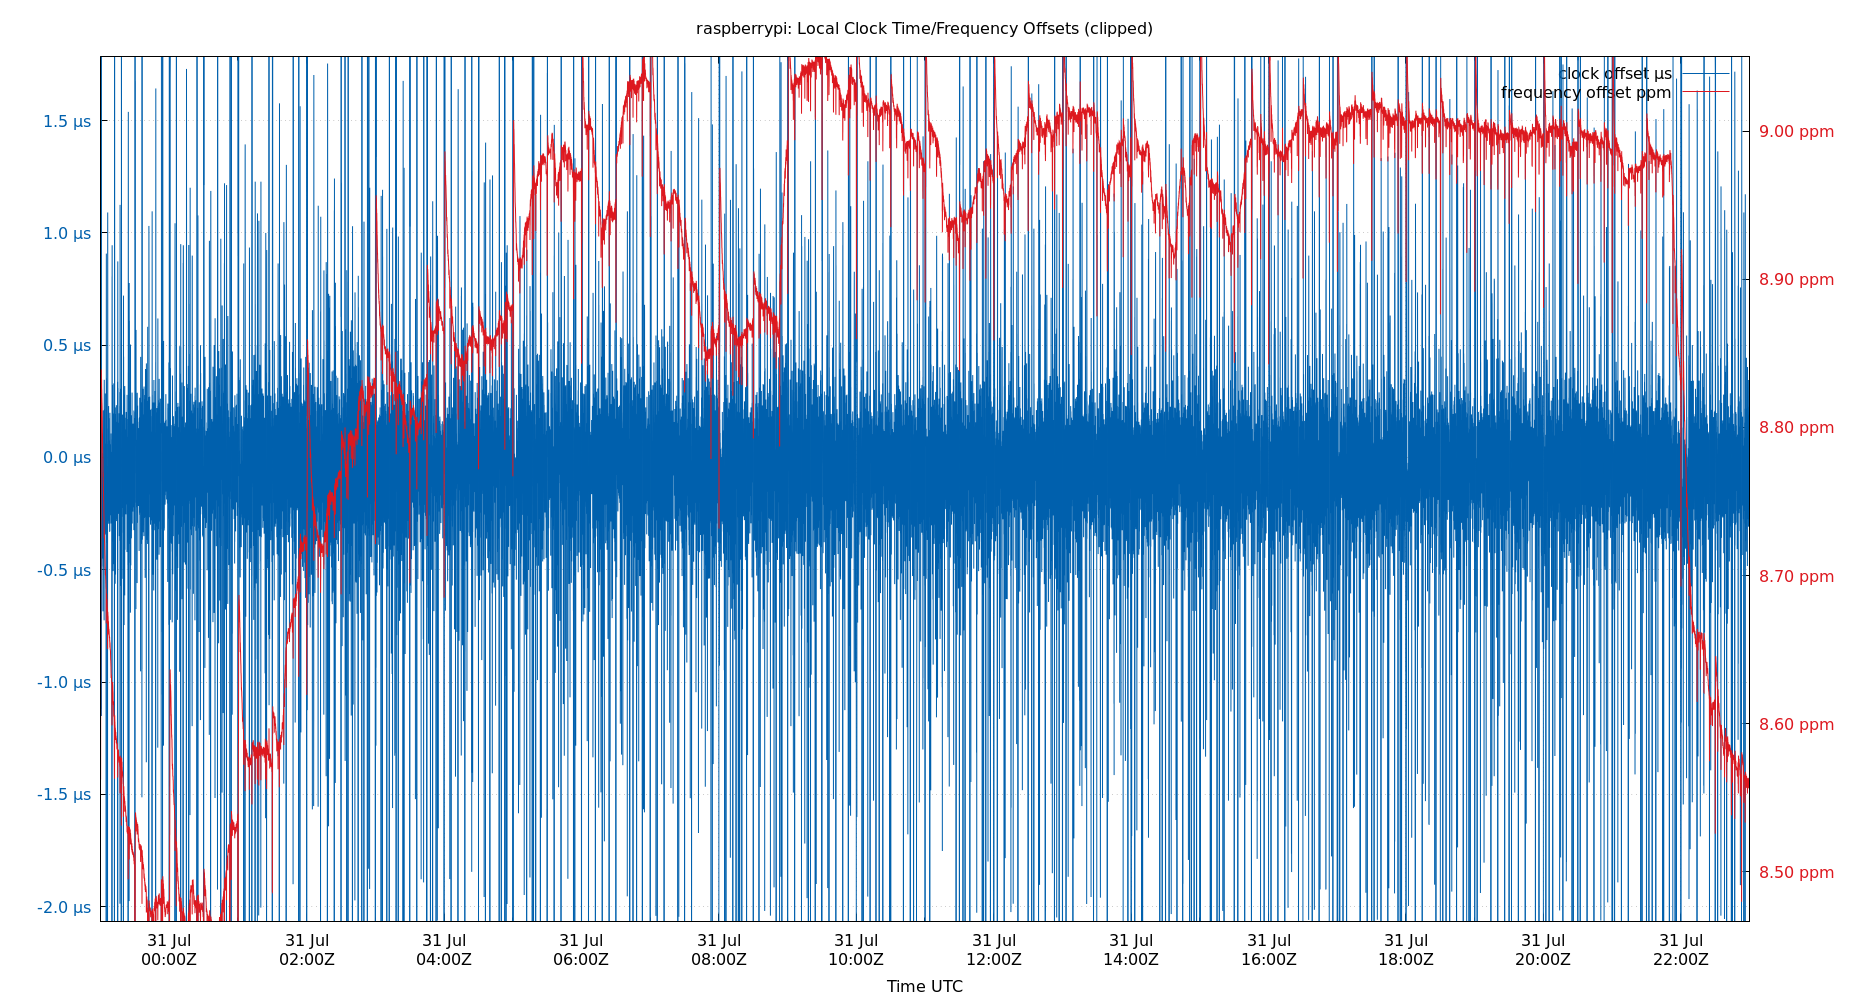 raspberrypi: Local Clock Time/Frequency Offsets (clipped)
clock offset µs
frequency offset ppm
1.5 µs
1.0 µs
0.5 µs
0.0 µs
-0.5 µs
-1.0 µs
-1.5 µs
-2.0 µs
9.00 ppm
8.90 ppm
8.80 ppm
8.70 ppm
8.60 ppm
8.50 ppm
31 Jul
00:00Z
31 Jul
02:00Z
31 Jul
04:00Z
31 Jul
06:00Z
31 Jul
08:00Z
31 Jul
10:00Z
31 Jul
12:00Z
31 Jul
14:00Z
31 Jul
16:00Z
31 Jul
18:00Z
31 Jul
20:00Z
31 Jul
22:00Z
Time UTC